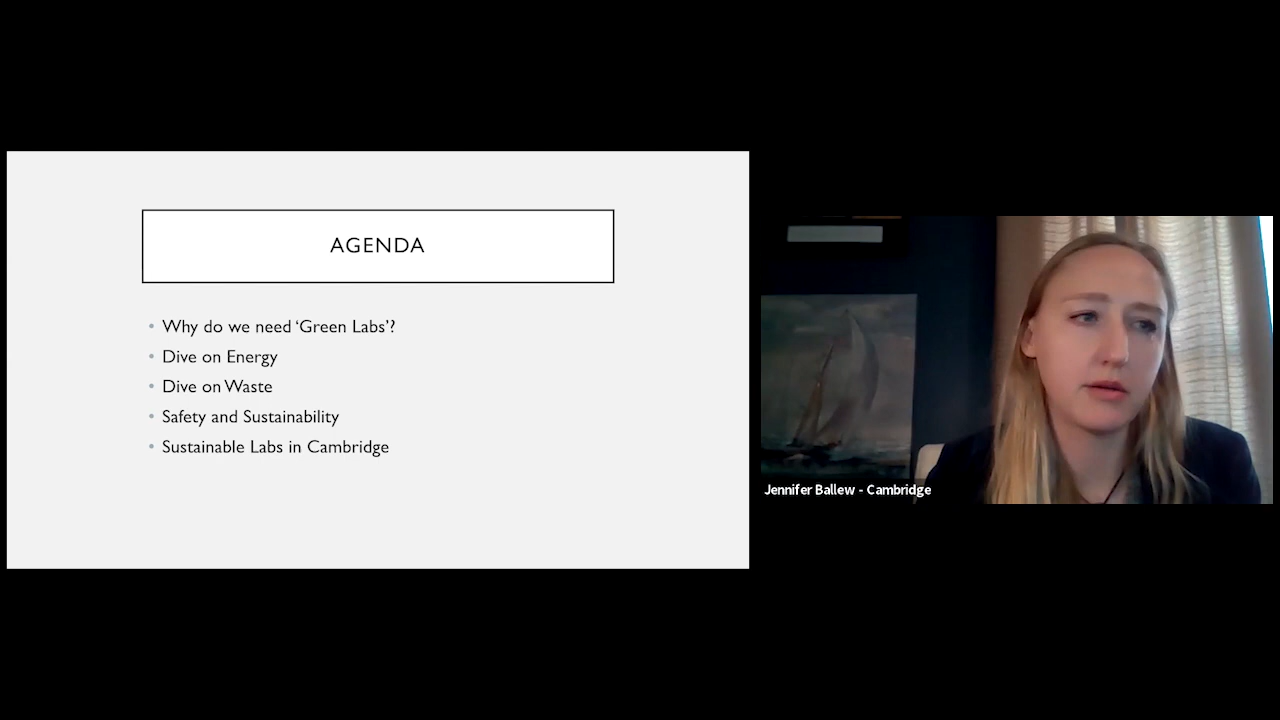 AGENDA
• Why do we need ‘Green Labs’?
• Dive on Energy
• Dive on Waste
• Safety and Sustainability
• Sustainable Labs in Cambridge
Jennifer Ballew - Cambridge